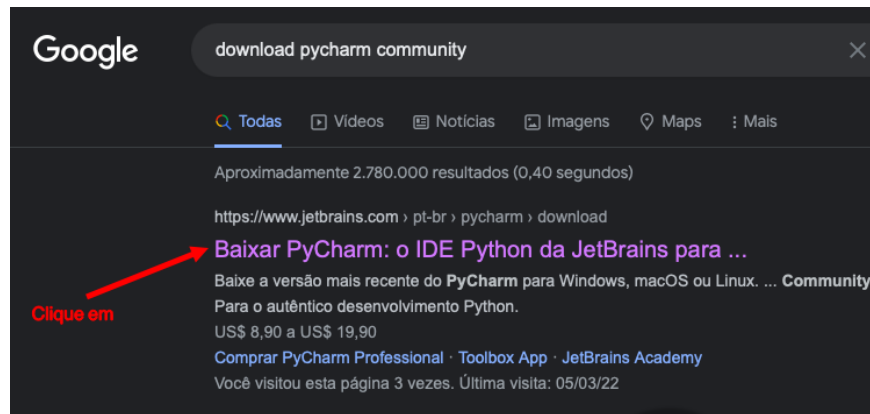 Google
download pycharm community
Todas Vídeos Notícias Imagens Maps Mais
Aproximadamente 2.780.000 resultados (0,40 segundos)
https://www.jetbrains.com › pt-br › pycharm › download
Baixar PyCharm: o IDE Python da JetBrains para ...
Baixe a versão mais recente do PyCharm para Windows, macOS ou Linux. ... Community
Clique em
Para o autêntico desenvolvimento Python.
US$ 8,90 a US$ 19,90
Comprar PyCharm Professional · Toolbox App · JetBrains Academy
Você visitou esta página 3 vezes. Última visita: 05/03/22